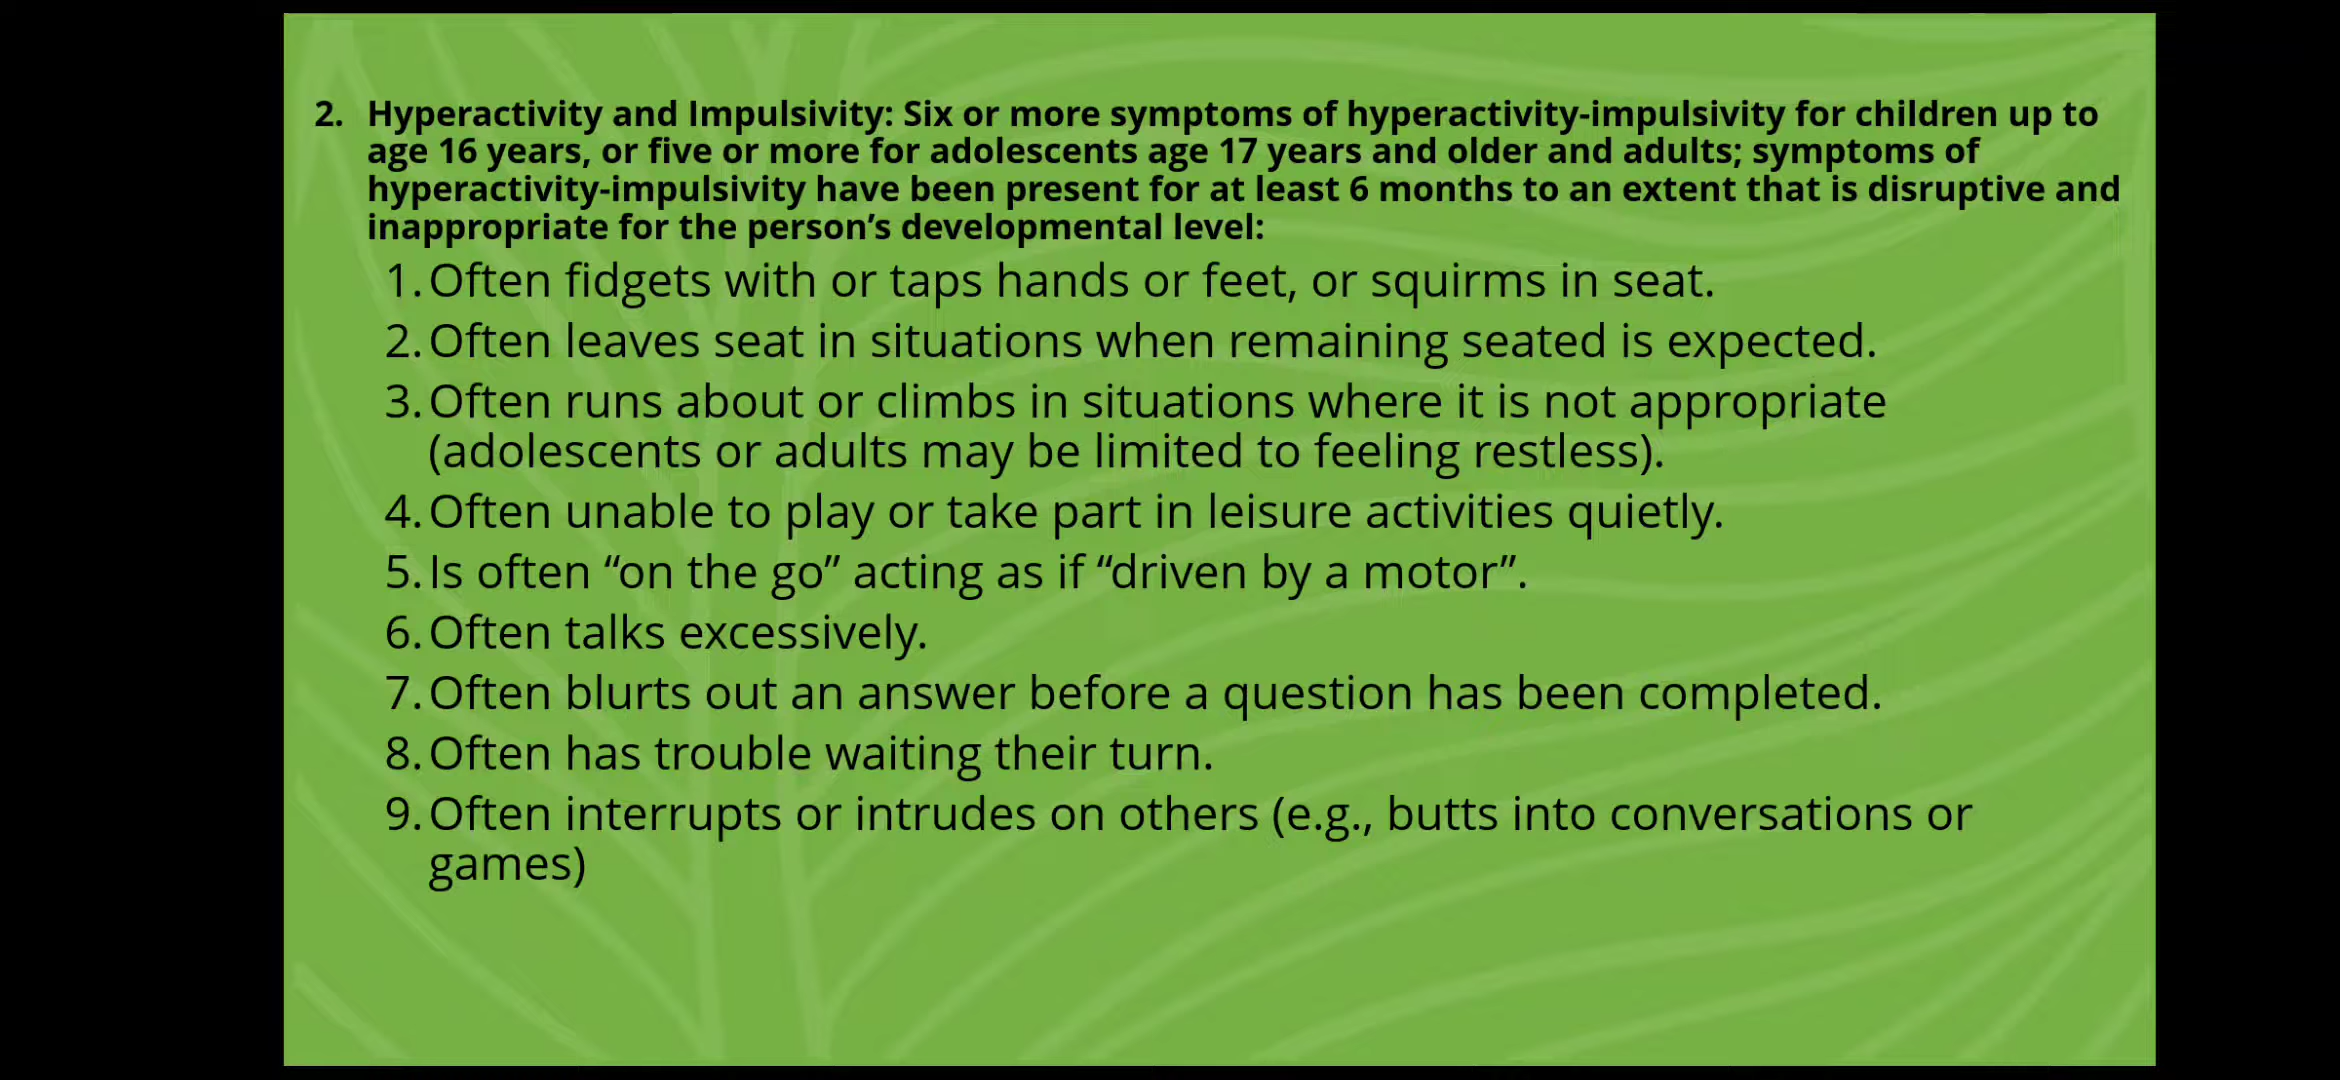 2. Hyperactivity and Impulsivity: Six or more symptoms of hyperactivity-impulsivity for children up to
age 16 years, or five or more for adolescents age 17 years and older and adults; symptoms of
hyperactivity-impulsivity have been present for at least 6 months to an extent that is disruptive and
inappropriate for the person’s developmental level:
1. Often fidgets with or taps hands or feet, or squirms in seat.
2. Often leaves seat in situations when remaining seated is expected.
3. Often runs about or climbs in situations where it is not appropriate
(adolescents or adults may be limited to feeling restless).
4. Often unable to play or take part in leisure activities quietly.
5. Is often “on the go” acting as if “driven by a motor”.
6. Often talks excessively.
7. Often blurts out an answer before a question has been completed.
8. Often has trouble waiting their turn.
9. Often interrupts or intrudes on others (e.g., butts into conversations or
games)